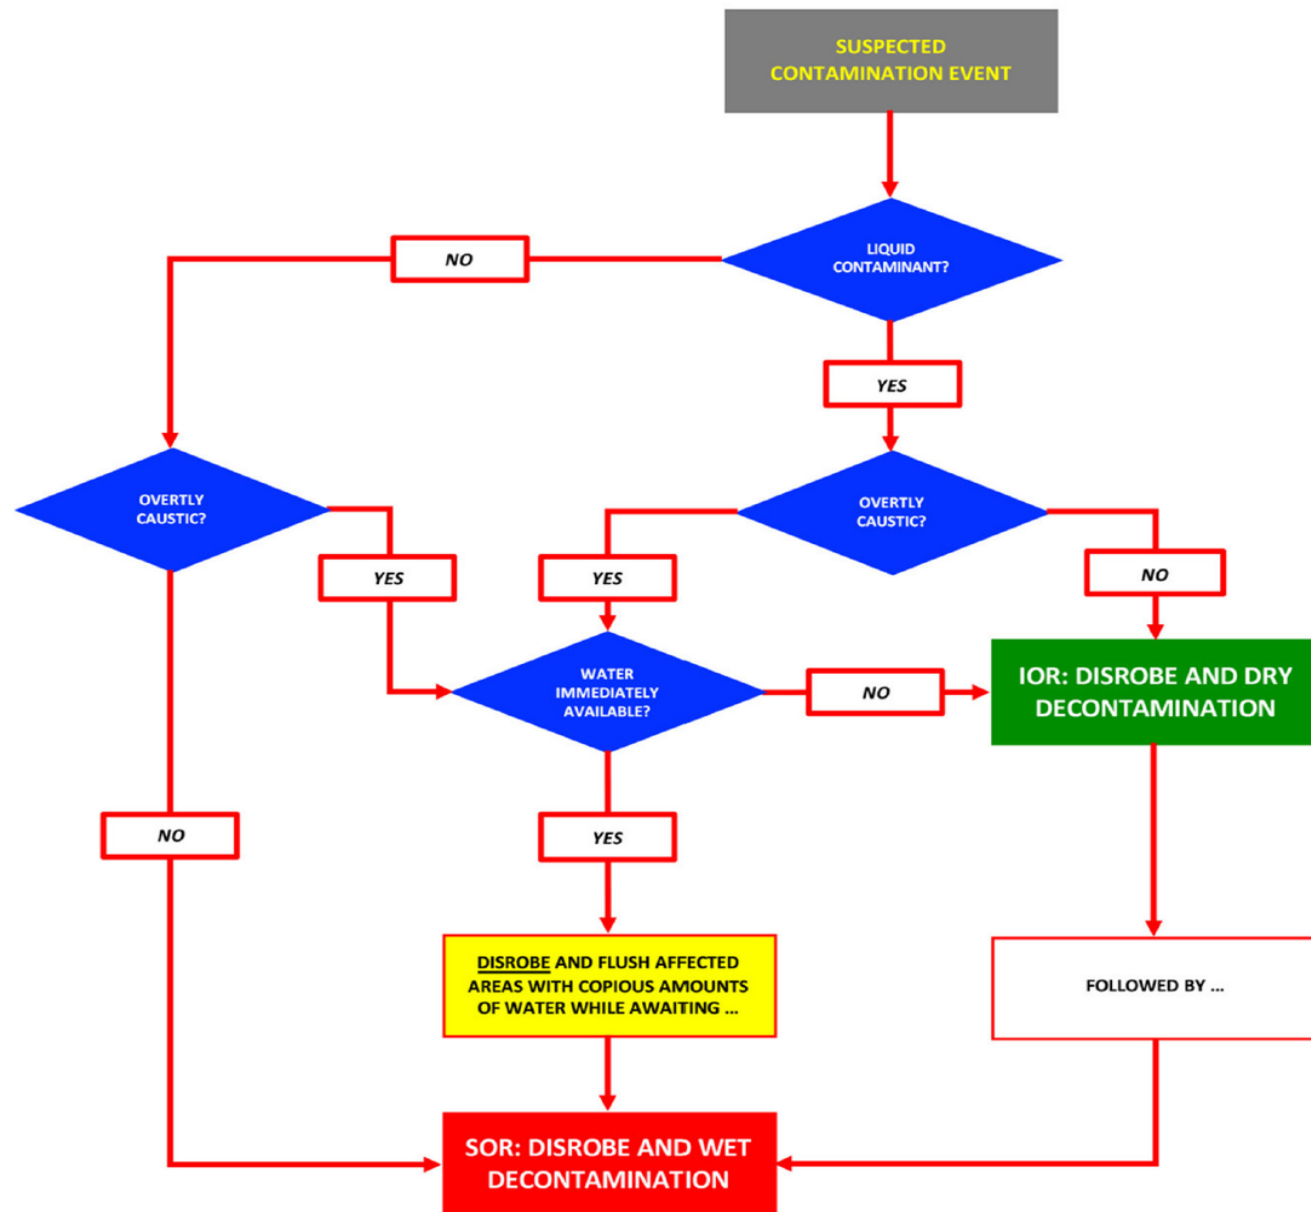 SUSPECTED
CONTAMINATION EVENT
LIQUID
CONTAMINANT?
NO
YES
OVERTLY
CAUSTIC?
OVERTLY
CAUSTIC?
YES
YES
NO
WATER
IMMEDIATELY
AVAILABLE?
NO
IOR: DISROBE AND DRY
DECONTAMINATION
NO
YES
DISROBE AND FLUSH AFFECTED
AREAS WITH COPIOUS AMOUNTS
OF WATER WHILE AWAITING ...
FOLLOWED BY ...
SOR: DISROBE AND WET
DECONTAMINATION